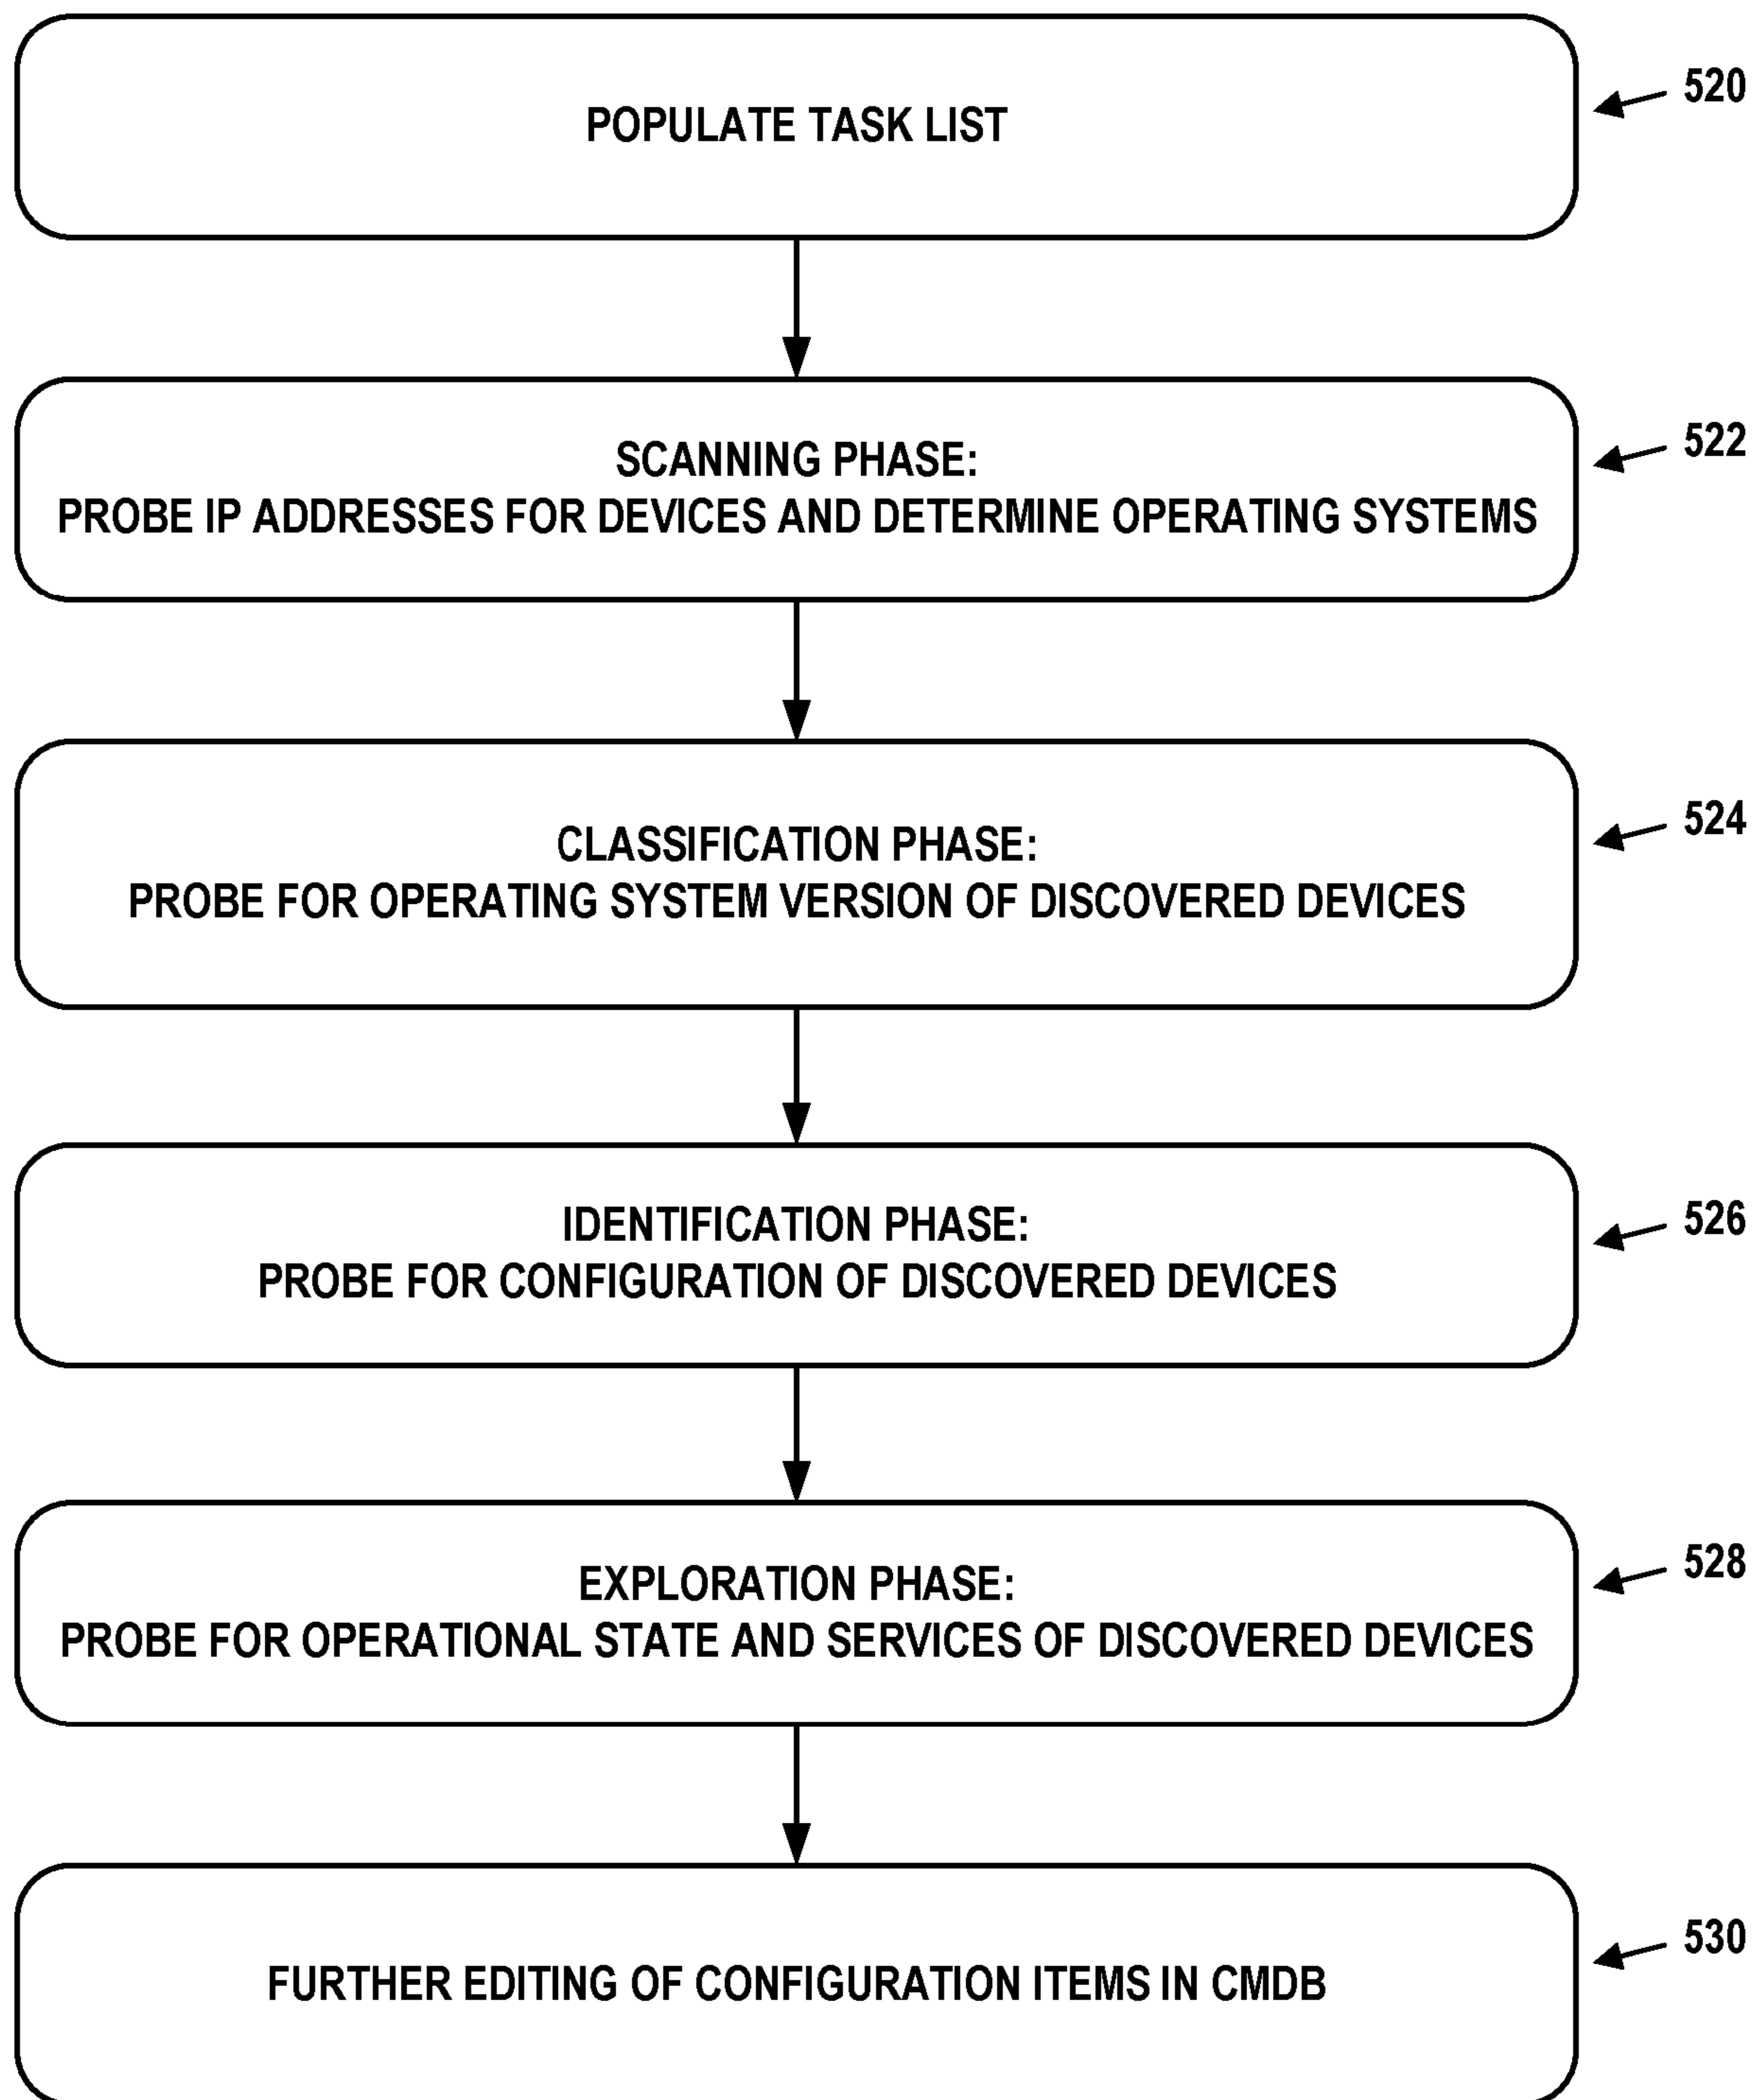 POPULATE TASK LIST
520
SCANNING PHASE:
PROBE IP ADDRESSES FOR DEVICES AND DETERMINE OPERATING SYSTEMS
522
CLASSIFICATION PHASE:
PROBE FOR OPERATING SYSTEM VERSION OF DISCOVERED DEVICES
524
IDENTIFICATION PHASE:
PROBE FOR CONFIGURATION OF DISCOVERED DEVICES
526
EXPLORATION PHASE:
PROBE FOR OPERATIONAL STATE AND SERVICES OF DISCOVERED DEVICES
528
FURTHER EDITING OF CONFIGURATION ITEMS IN CMDB
530